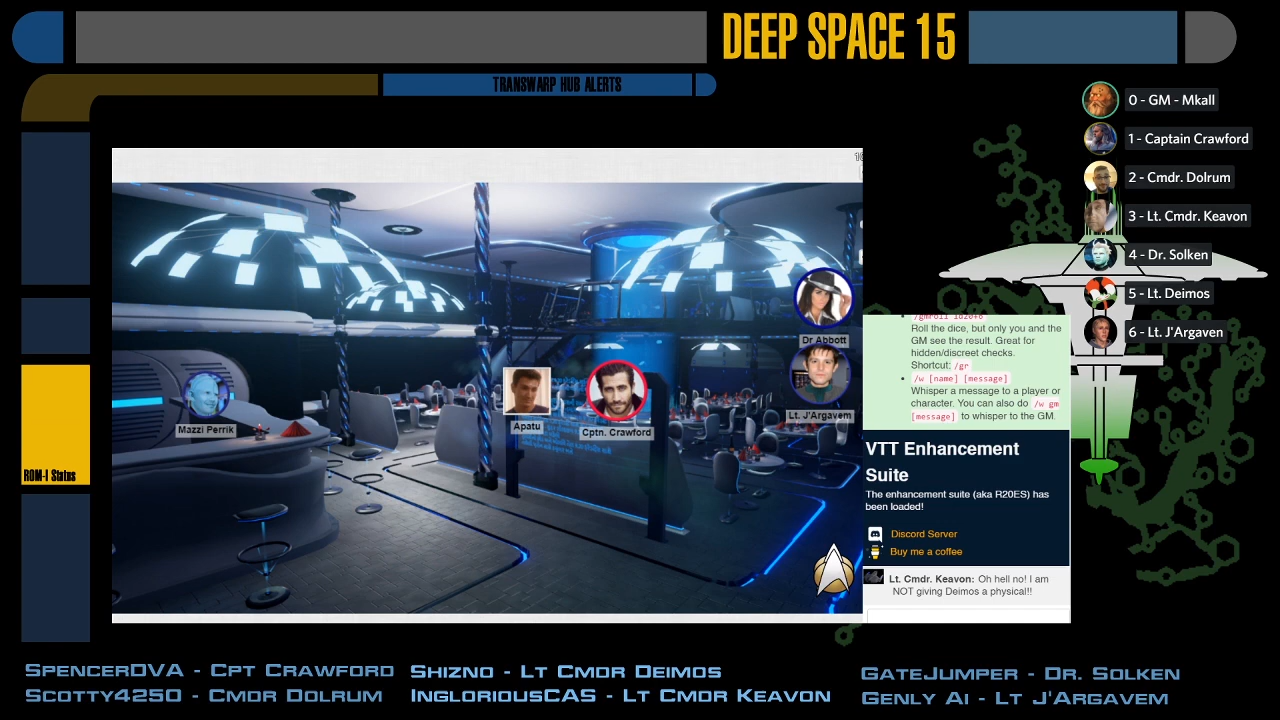 DEEP SPACE 15
TRANSWARP HUB ALERTS
0 - GM - Mkall
1 - Captain Crawford
2 - Cmdr. Dolrum
3 - Lt. Cmdr. Keavon
4 - Dr. Solken
5 - Lt. Deimos
6 - Lt. J'Argaven
Dr Abbott
Lt. J'Argavem
Apatu
Cptn. Crawford
Mazzi Perrik
ROM-I Status
/gmroll 1d20+6
Roll the dice, but only you and the
GM see the result. Great for
hidden/discreet checks.
Shortcut: /gr
/w [name] [message]
Whisper a message to a player or
character. You can also do /w gm
[message] to whisper to the GM.
VTT Enhancement
Suite
The enhancement suite (aka R20ES) has
been loaded!
Discord Server
Buy me a coffee
Lt. Cmdr. Keavon: Oh hell no! I am
NOT giving Deimos a physical!!
SpencerDVA - Cpt Crawford
Scotty4250 - Cmdr Dolrum
Shizno - Lt Cmdr Deimos
IngloriousCAS - Lt Cmdr Keavon
GateJumper - Dr. Solken
Genly Ai - Lt J'Argavem